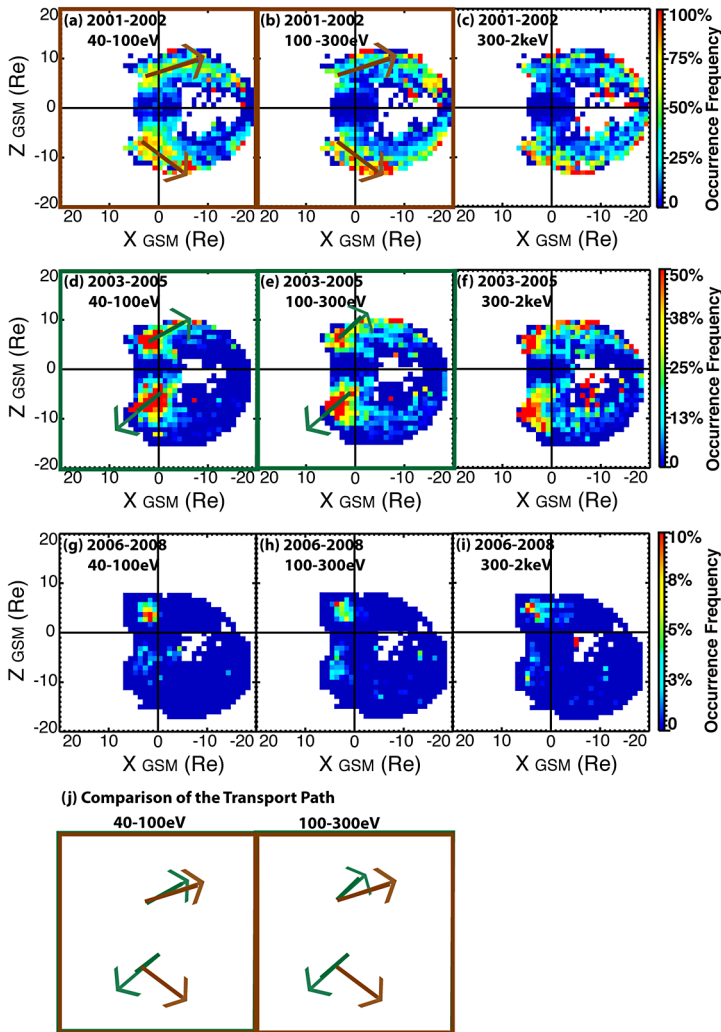 (a) 2001-2002
40-100eV
(b) 2001-2002
100 -300eV
(c) 2001-2002
300-2keV
20
10
0
-10
-20
Z GSM (Re)
20 10 0 -10 -20
20 10 0 -10 -20
20 10 0 -10 -20
X GSM (Re)
X GSM (Re)
X GSM (Re)
100%
75%
50%
25%
0
Occurrence Frequency
(d) 2003-2005
40-100eV
(e) 2003-2005
100-300eV
(f) 2003-2005
300-2keV
20
10
0
-10
-20
Z GSM (Re)
20 10 0 -10 -20
20 10 0 -10 -20
20 10 0 -10 -20
X GSM (Re)
X GSM (Re)
X GSM (Re)
50%
38%
25%
13%
0
Occurrence Frequency
(g) 2006-2008
40-100eV
(h) 2006-2008
100-300eV
(i) 2006-2008
300-2keV
20
10
0
-10
-20
Z GSM (Re)
20 10 0 -10 -20
20 10 0 -10 -20
20 10 0 -10 -20
X GSM (Re)
X GSM (Re)
X GSM (Re)
10%
8%
5%
3%
0
Occurrence Frequency
(j) Comparison of the Transport Path
40-100eV
100-300eV